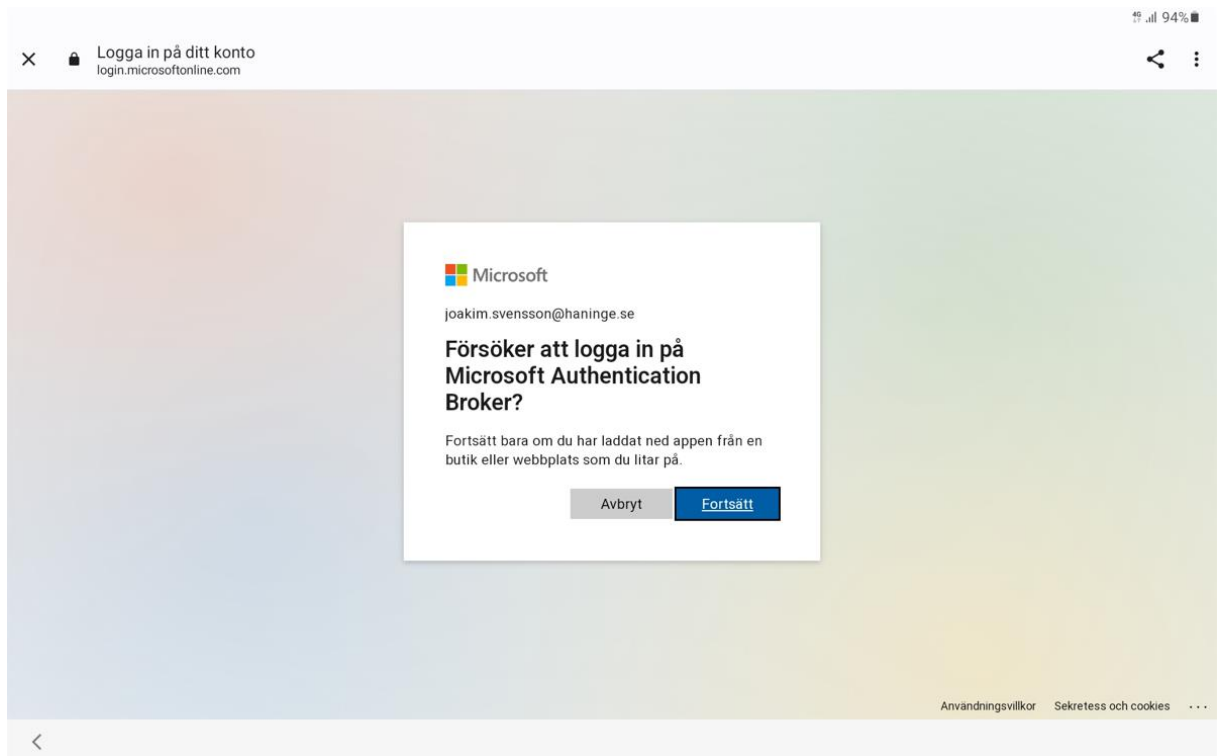 4G 94%
Logga in på ditt konto
login.microsoftonline.com
Microsoft
joakim.svensson@haninge.se
Försöker att logga in på
Microsoft Authentication
Broker?
Fortsätt bara om du har laddat ned appen från en
butik eller webbplats som du litar på.
Avbryt Fortsätt
Användningsvillkor Sekretess och cookies ...